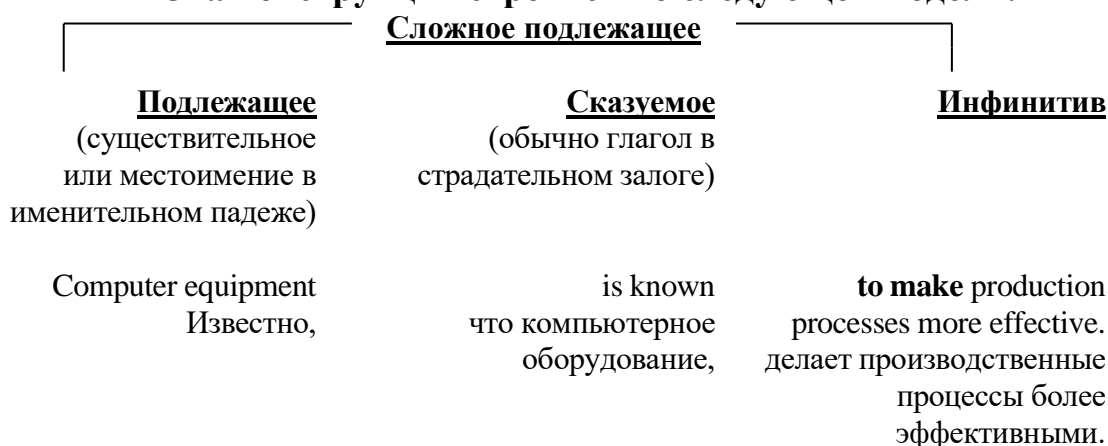 Сложное подлежащее
Подлежащее
(существительное
или местоимение в
именительном падеже)
Сказуемое
(обычно глагол в
страдательном залоге)
Инфинитив
Computer equipment
Известно,
is known
что компьютерное
оборудование,
to make production
processes more effective.
делает производственные
процессы более
эффективными.